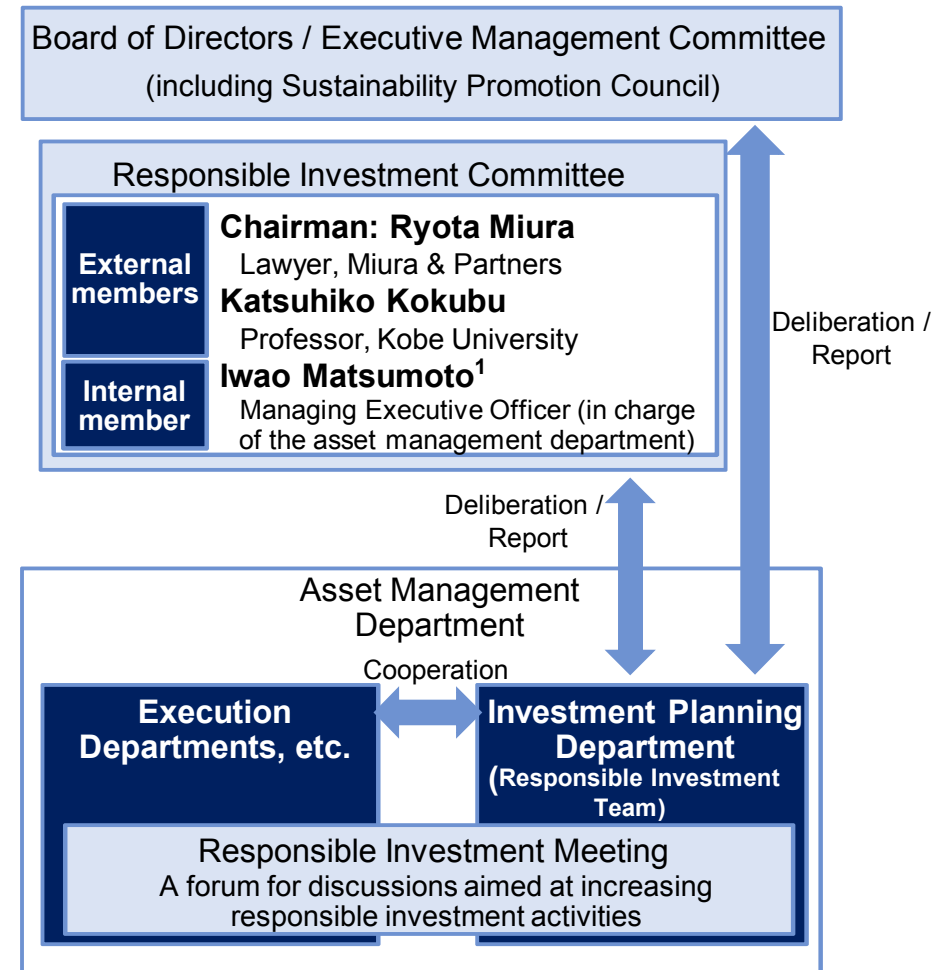 Board of Directors / Executive Management Committee
(including Sustainability Promotion Council)
Responsible Investment Committee
External
members
Chairman: Ryota Miura
Lawyer, Miura & Partners
Katsuhiko Kokubu
Professor, Kobe University
Internal
member
Iwao Matsumoto1
Managing Executive Officer (in charge
of the asset management department)
Deliberation /
Report
Deliberation /
Report
Asset Management
Department
Cooperation
Execution
Departments, etc.
Investment Planning
Department
(Responsible Investment
Team)
Responsible Investment Meeting
A forum for discussions aimed at increasing
responsible investment activities